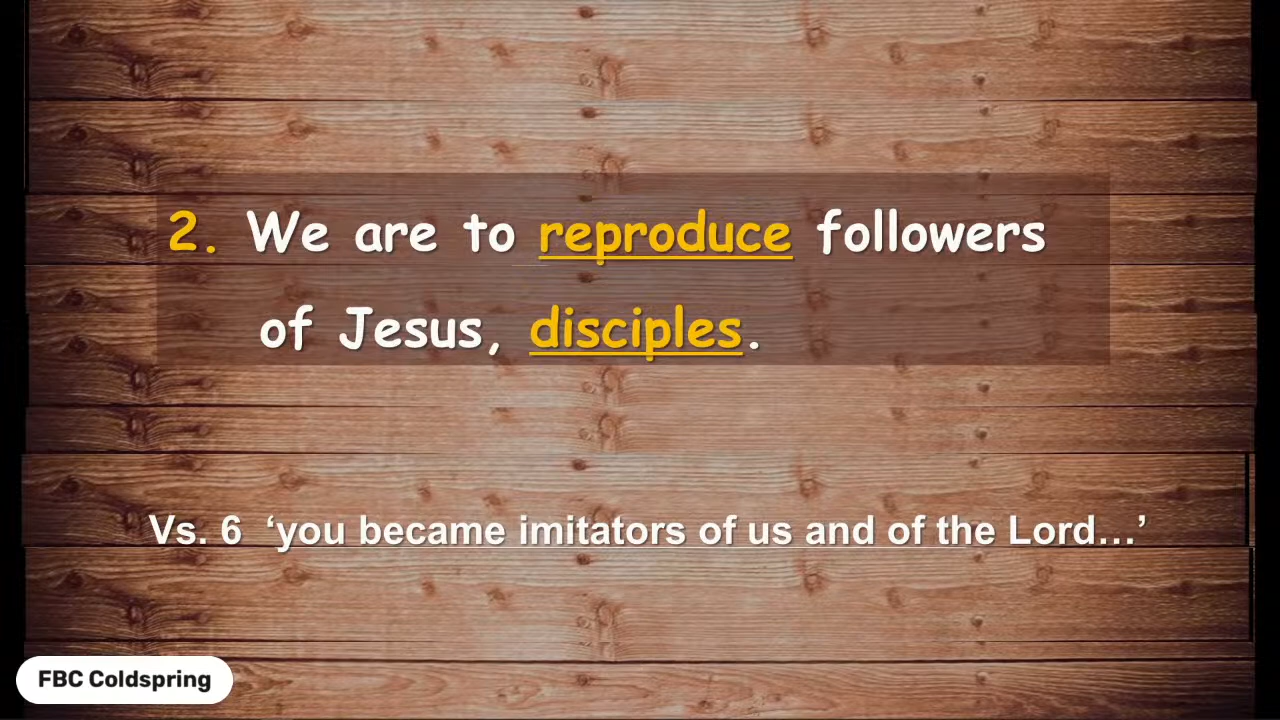 2. We are to reproduce followers
of Jesus, disciples.
Vs. 6 ‘you became imitators of us and of the Lord…’
FBC Coldspring